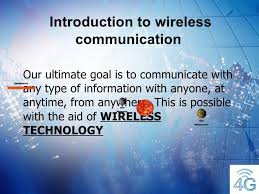 Introduction to wireless
communication
Our ultimate goal is to communicate with
any type of information with anyone, at
anytime, from anywhere. This is possible
with the aid of WIRELESS
TECHNOLOGY
4G